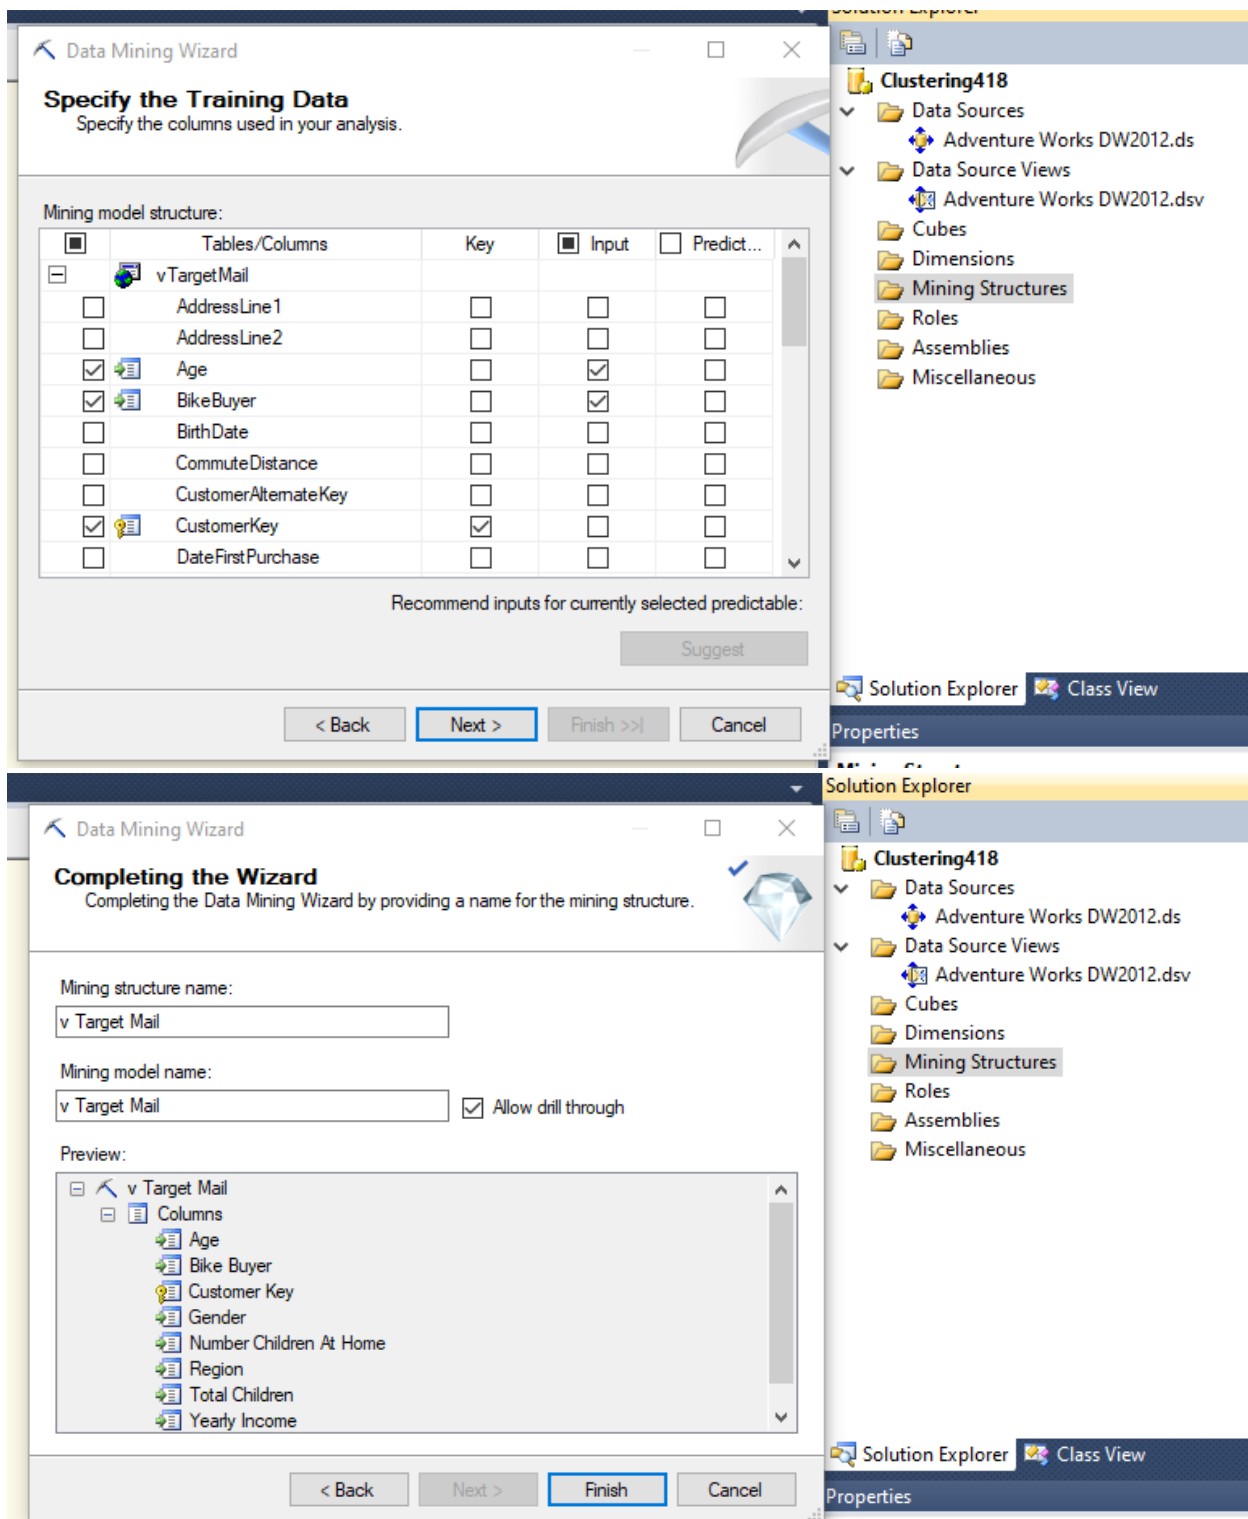 Solution Explorer
Data Mining Wizard
Specify the Training Data
Specify the columns used in your analysis.
Mining model structure:
Tables/Columns Key Input Predict...
vTargetMail
AddressLine1
AddressLine2
Age
BikeBuyer
BirthDate
CommuteDistance
CustomerAlternateKey
CustomerKey
DateFirstPurchase
Recommend inputs for currently selected predictable:
Suggest
< Back Next > Finish >>| Cancel
Clustering418
Data Sources
Adventure Works DW2012.ds
Data Source Views
Adventure Works DW2012.dsv
Cubes
Dimensions
Mining Structures
Roles
Assemblies
Miscellaneous
Solution Explorer Class View
Properties
Solution Explorer
Data Mining Wizard
Completing the Wizard
Completing the Data Mining Wizard by providing a name for the mining structure.
Mining structure name:
v Target Mail
Mining model name:
v Target Mail Allow drill through
Preview:
v Target Mail
Columns
Age
Bike Buyer
Customer Key
Gender
Number Children At Home
Region
Total Children
Yearly Income
< Back Next > Finish Cancel
Clustering418
Data Sources
Adventure Works DW2012.ds
Data Source Views
Adventure Works DW2012.dsv
Cubes
Dimensions
Mining Structures
Roles
Assemblies
Miscellaneous
Solution Explorer Class View
Properties